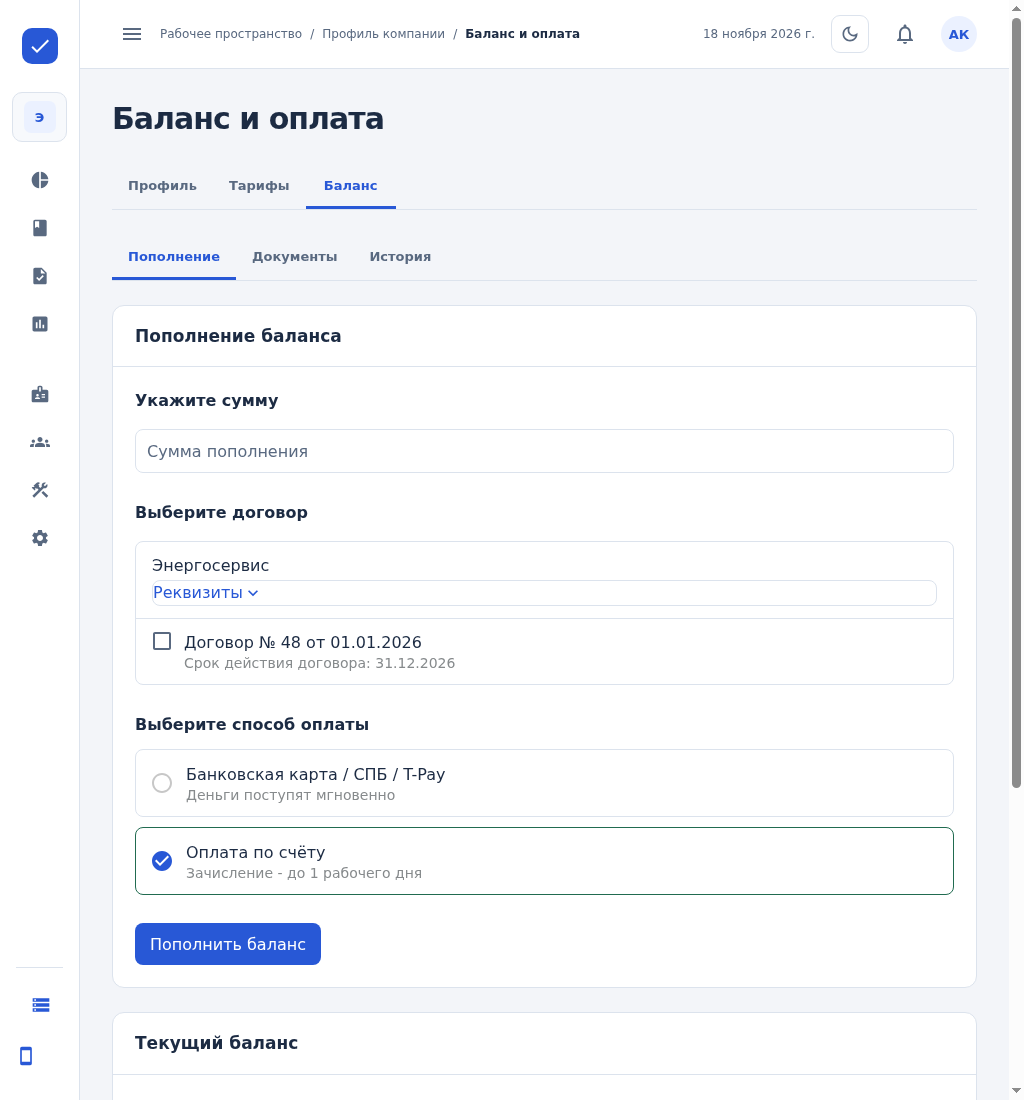 Рабочее пространство / Профиль компании / Баланс и оплата
18 ноября 2026 г.
АК
Э
Баланс и оплата
Профиль Тарифы Баланс
Пополнение Документы История
Пополнение баланса
Укажите сумму
Сумма пополнения
Выберите договор
Энергосервис
Реквизиты
Договор № 48 от 01.01.2026
Срок действия договора: 31.12.2026
Выберите способ оплаты
Банковская карта / СПБ / T-Pay
Деньги поступят мгновенно
Оплата по счёту
Зачисление - до 1 рабочего дня
Пополнить баланс
Текущий баланс